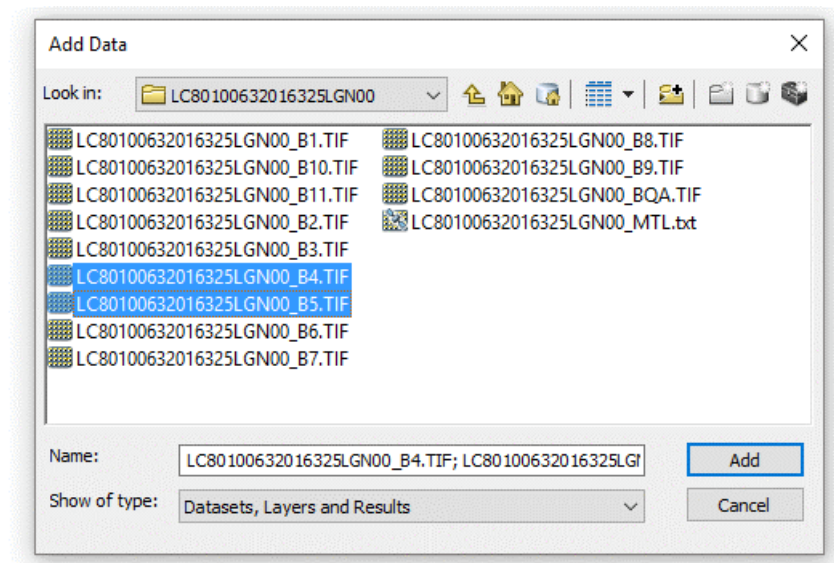 Add Data
Look in: LC80100632016325LGN00
LC80100632016325LGN00_B1.TIF
LC80100632016325LGN00_B10.TIF
LC80100632016325LGN00_B11.TIF
LC80100632016325LGN00_B2.TIF
LC80100632016325LGN00_B3.TIF
LC80100632016325LGN00_B4.TIF
LC80100632016325LGN00_B5.TIF
LC80100632016325LGN00_B6.TIF
LC80100632016325LGN00_B7.TIF
LC80100632016325LGN00_B8.TIF
LC80100632016325LGN00_B9.TIF
LC80100632016325LGN00_BQA.TIF
LC80100632016325LGN00_MTL.txt
Name: LC80100632016325LGN00_B4.TIF; LC80100632016325LGN
Add
Show of type: Datasets, Layers and Results
Cancel